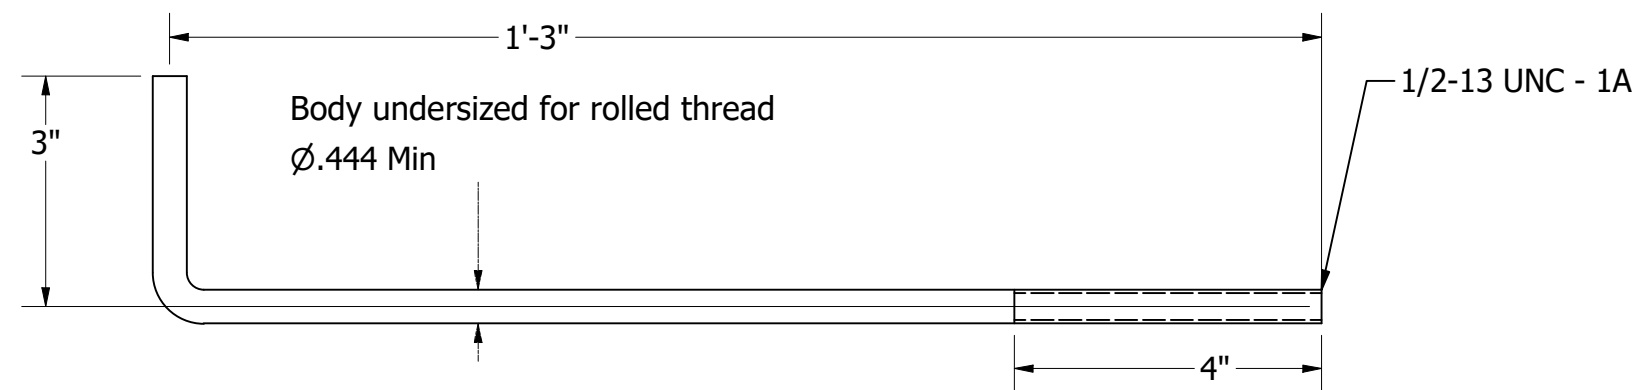 1'-3"
1/2-13 UNC - 1A
Body undersized for rolled thread
3"
Ø.444 Min
4"